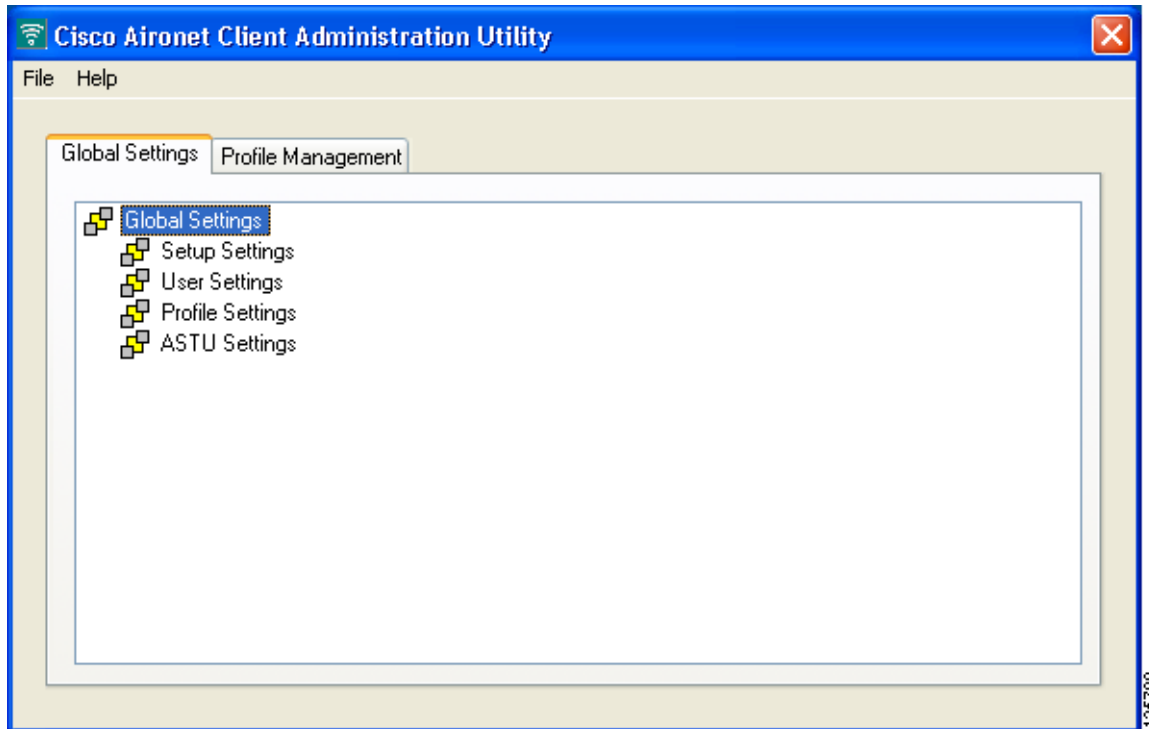 Cisco Aironet Client Administration Utility
File Help
Global Settings Profile Management
Global Settings
Setup Settings
User Settings
Profile Settings
ASTU Settings